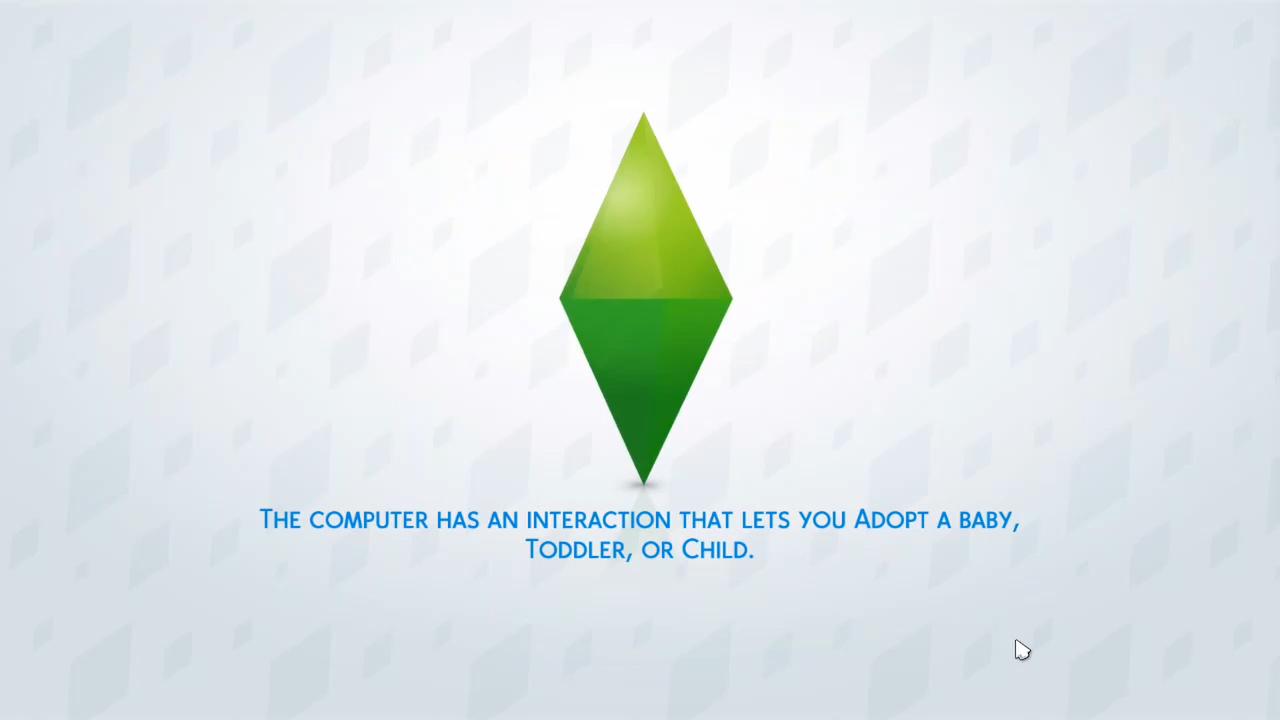 The computer has an interaction that lets you Adopt a baby,
Toddler, or Child.